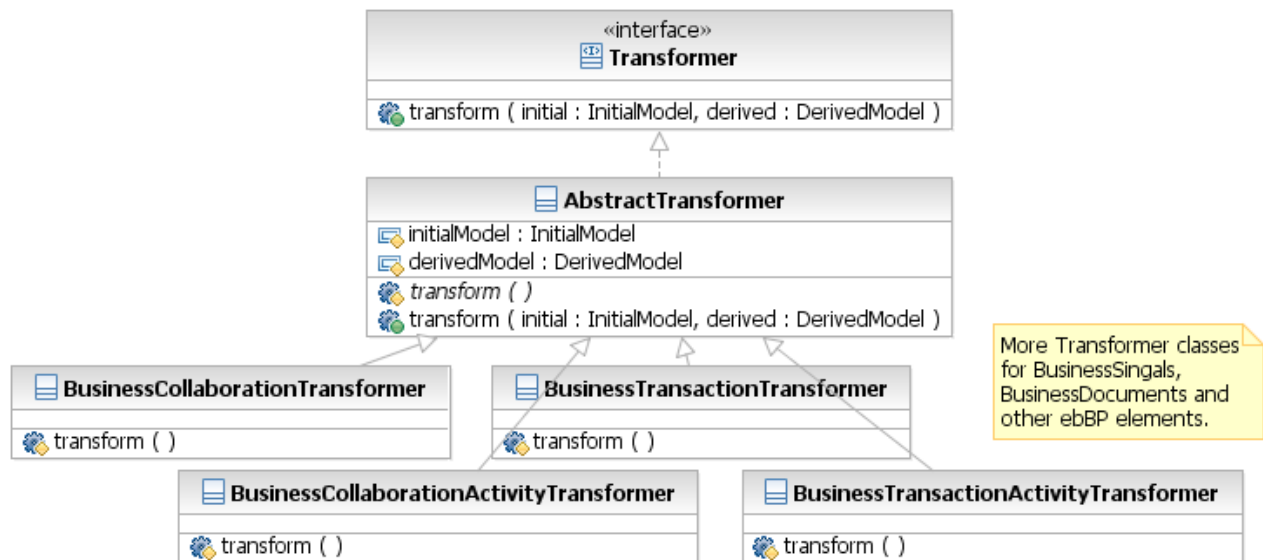 «interface»
Transformer
transform ( initial : InitialModel, derived : DerivedModel )
AbstractTransformer
initialModel : InitialModel
derivedModel : DerivedModel
transform ( )
transform ( initial : InitialModel, derived : DerivedModel )
More Transformer classes
for BusinessSingals,
BusinessDocuments and
other ebBP elements.
BusinessCollaborationTransformer
transform ( )
BusinessTransactionTransformer
transform ( )
BusinessCollaborationActivityTransformer
transform ( )
BusinessTransactionActivityTransformer
transform ( )